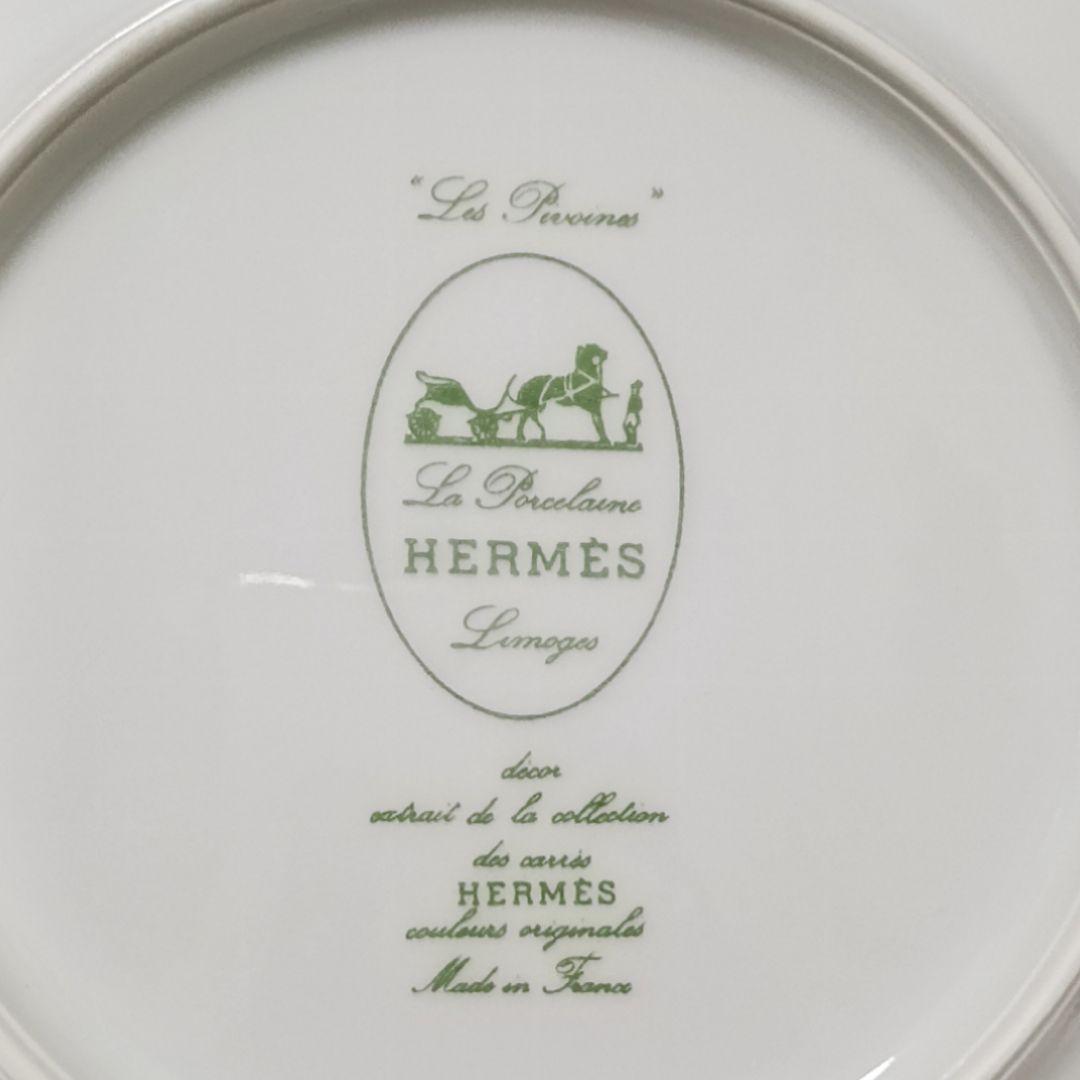 "Les Pivoines"
La Porcelaine
HERMÈS
Limoges
décor
extrait de la collection
des carrés
HERMÈS
couleurs originales
Made in France